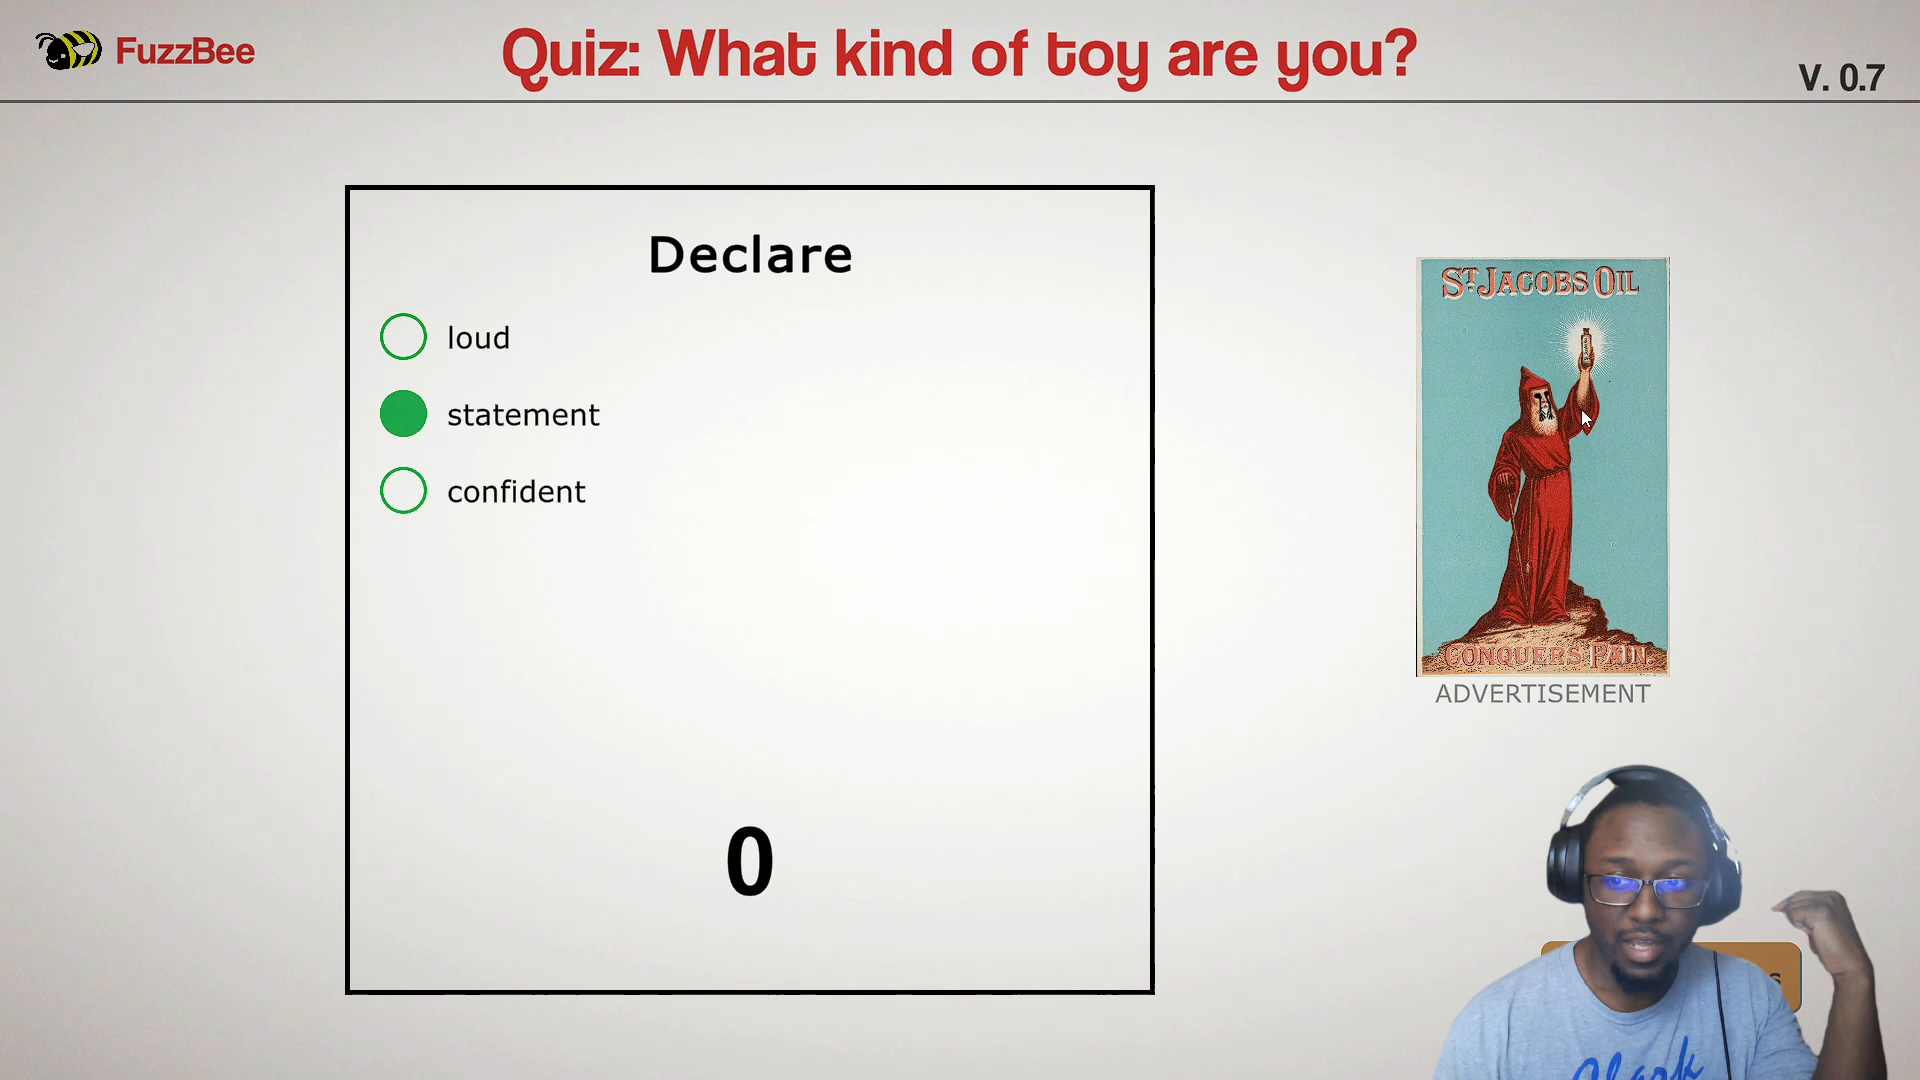 FuzzBee
Quiz: What kind of toy are you?
V. 0.7
Declare
loud
statement
confident
0
ST. JACOBS OIL
CONQUERS PAIN.
ADVERTISEMENT